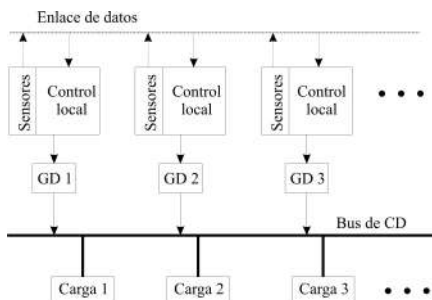 Enlace de datos
Sensores
Control
local
Sensores
Control
local
Sensores
Control
local
GD 1
GD 2
GD 3
Bus de CD
Carga 1
Carga 2
Carga 3